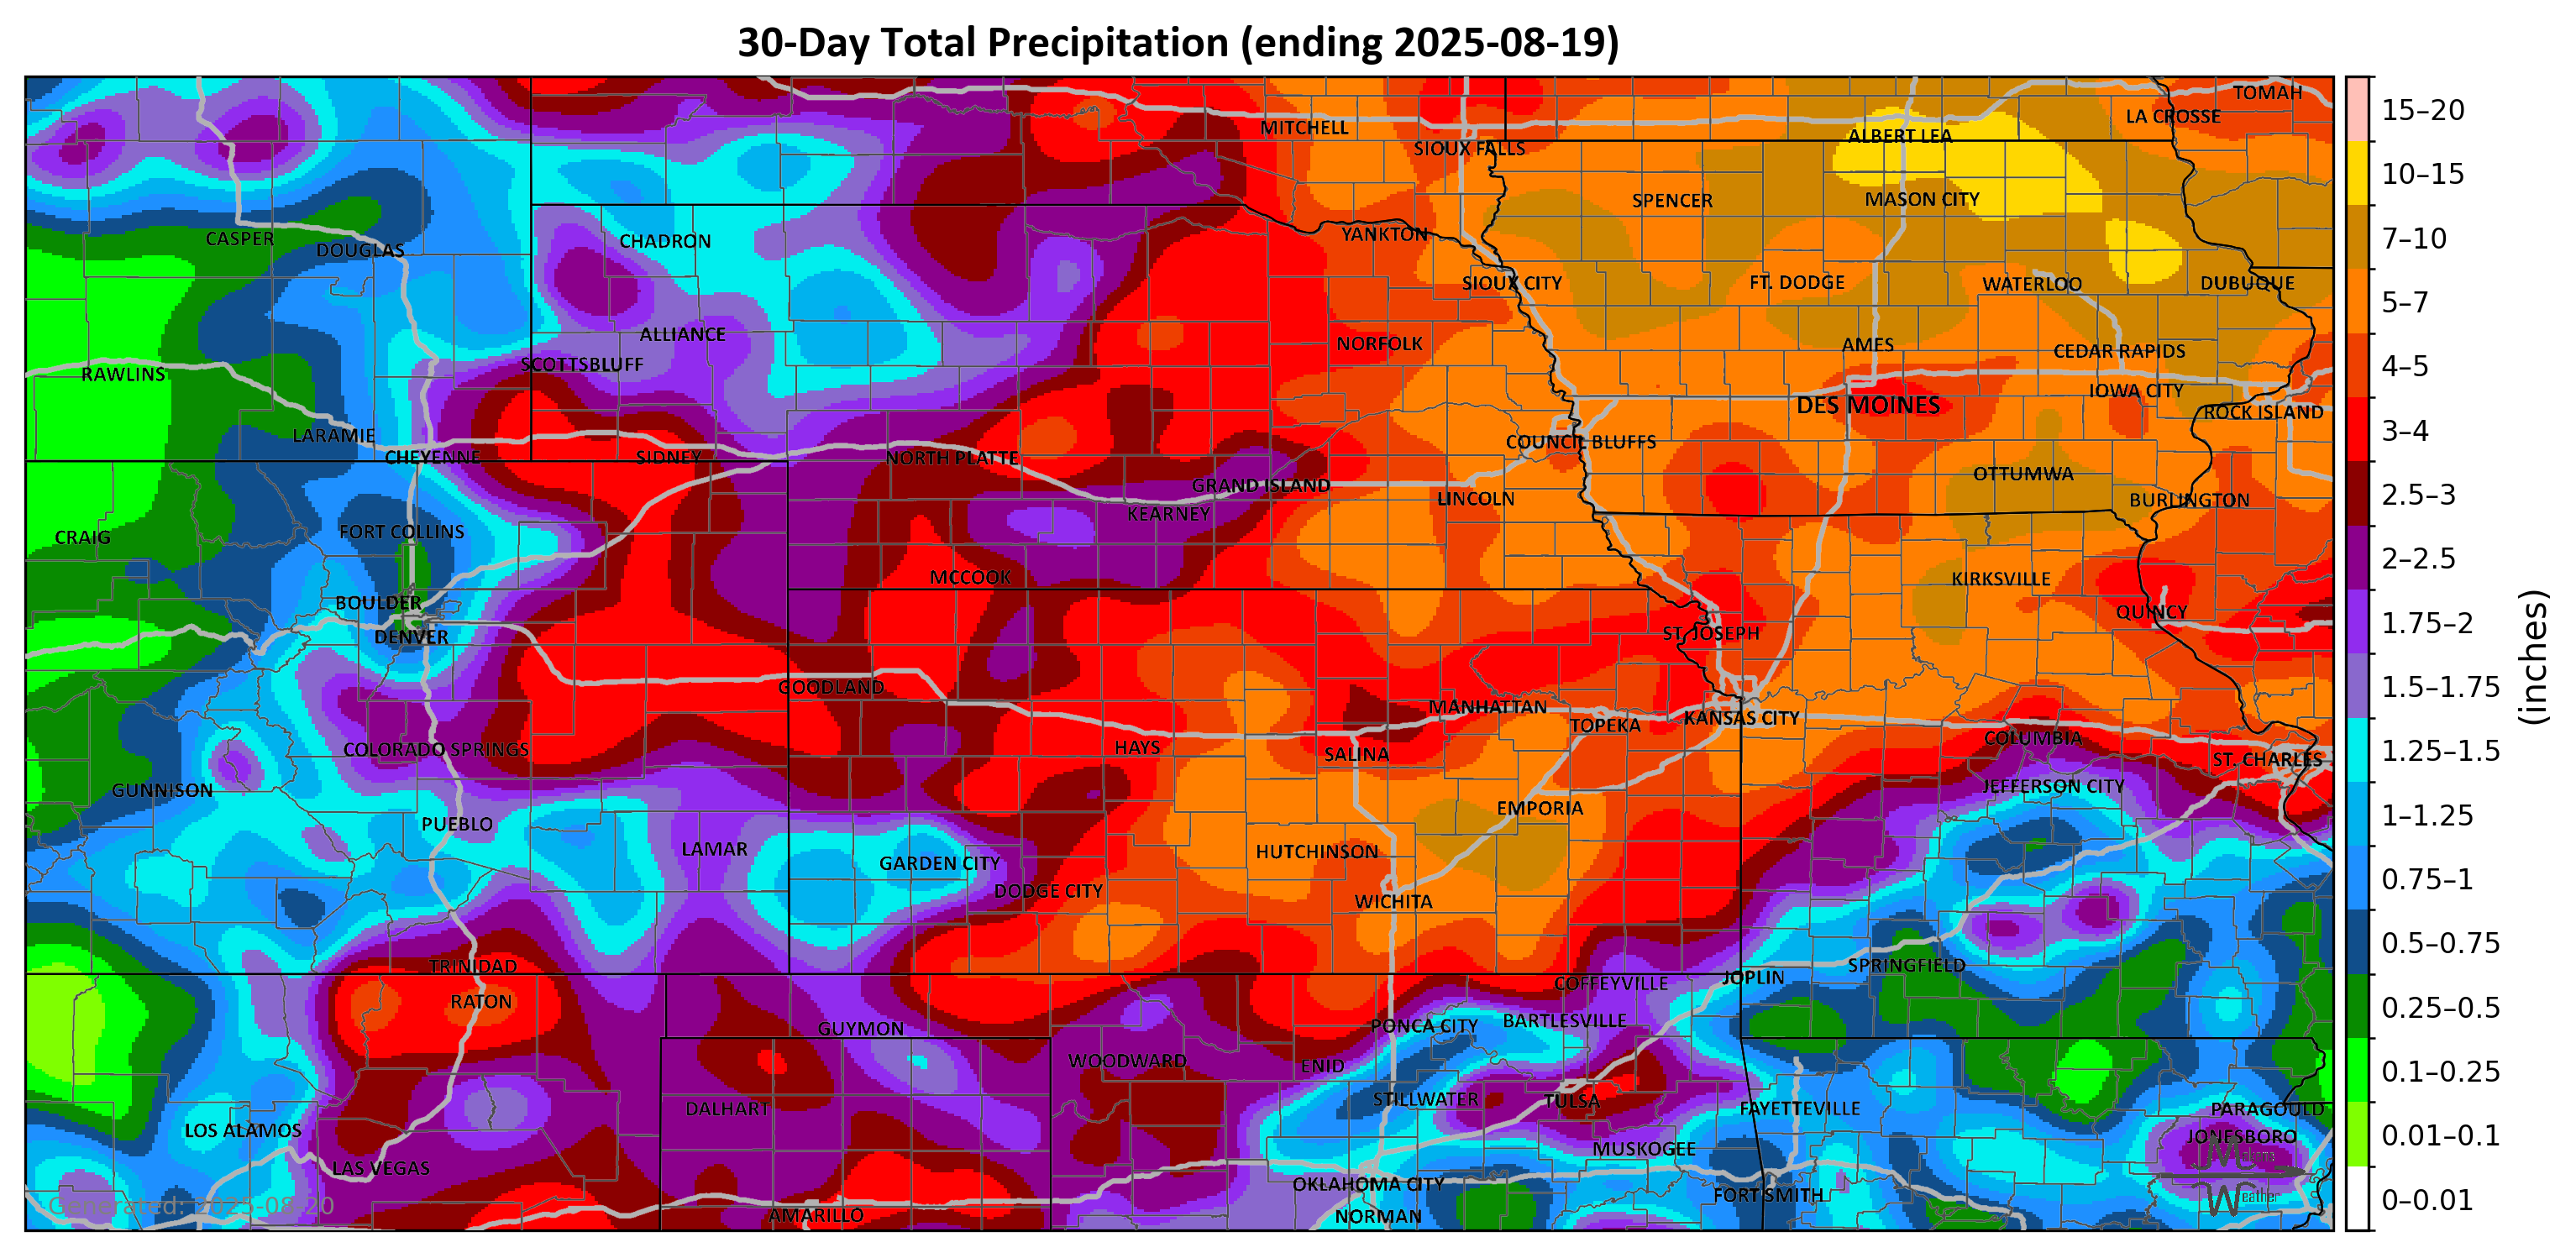 30-Day Total Precipitation (ending 2025-08-19)
TOMAH
LA CROSSE
MITCHELL
ALBERT LEA
SIOUX FALLS
SPENCER
MASON CITY
YANKTON
CASPER
DOUGLAS
CHADRON
SIOUX CITY
FT. DODGE
WATERLOO
DUBUQUE
ALLIANCE
NORFOLK
AMES
CEDAR RAPIDS
SCOTTSBLUFF
RAWLINS
IOWA CITY
DES MOINES
ROCK ISLAND
LARAMIE
COUNCIL BLUFFS
CHEYENNE
SIDNEY
NORTH PLATTE
OTTUMWA
GRAND ISLAND
LINCOLN
BURLINGTON
KEARNEY
FORT COLLINS
CRAIG
MCCOOK
KIRKSVILLE
BOULDER
QUINCY
DENVER
ST. JOSEPH
GOODLAND
MANHATTAN
TOPEKA
KANSAS CITY
COLUMBIA
COLORADO SPRINGS
HAYS
SALINA
ST. CHARLES
GUNNISON
JEFFERSON CITY
EMPORIA
PUEBLO
LAMAR
HUTCHINSON
GARDEN CITY
DODGE CITY
WICHITA
TRINIDAD
SPRINGFIELD
JOPLIN
COFFEYVILLE
RATON
BARTLESVILLE
GUYMON
PONCA CITY
WOODWARD
ENID
STILLWATER
TULSA
DALHART
FAYETTEVILLE
PARAGOULD
LOS ALAMOS
JONESBORO
MUSKOGEE
LAS VEGAS
OKLAHOMA CITY
FORT SMITH
AMARILLO
NORMAN
Generated: 2025-08-20
Weather
15–20
10–15
7–10
5–7
4–5
3–4
2.5–3
2–2.5
1.75–2
1.5–1.75
1.25–1.5
1–1.25
0.75–1
0.5–0.75
0.25–0.5
0.1–0.25
0.01–0.1
0–0.01
(inches)